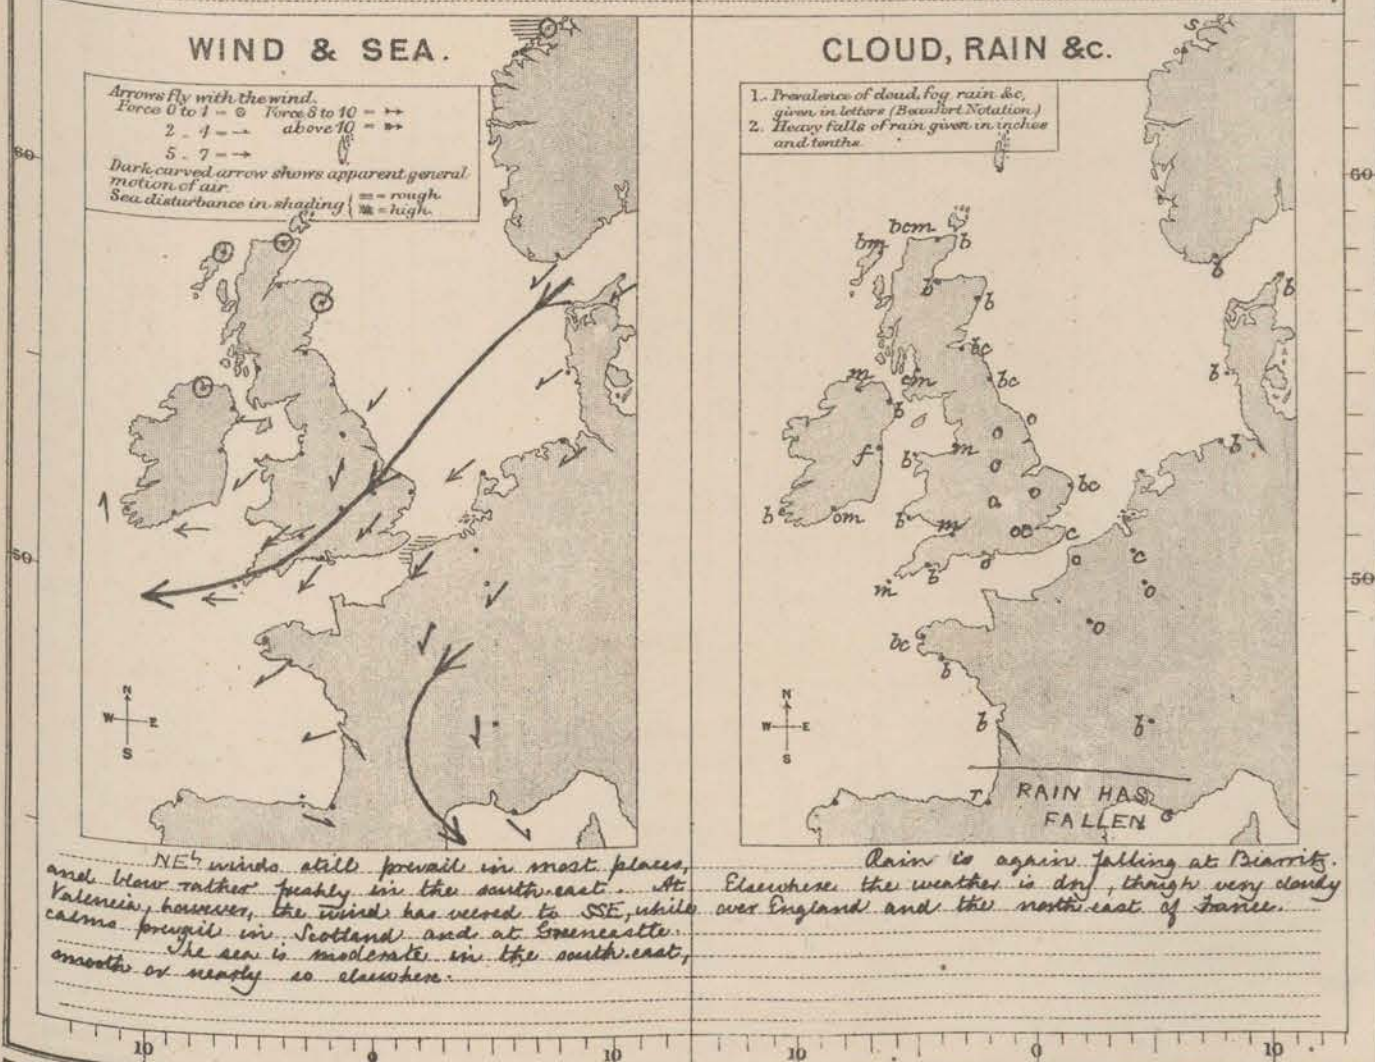 WIND & SEA.
Arrows fly with the wind.
Force 0 to 1 = ⊙ Force 8 to 10 = ↣
2 - 4 = → above 10 =
5 - 7 = →
Dark carved arrow shows apparent general
motion of air.
Sea disturbance in shading { = rough.
= high.
60
50
N
W E
S
NEly winds still prevail in most places,
and blow rather freshly in the south east. At
Valencia, however, the wind has veered to SSE, while
calms prevail in Scotland and at Greencastle.
The sea is moderate in the south east,
smooth or nearly so elsewhere.
10 0 10
CLOUD, RAIN &c.
1. Prevalence of cloud, fog rain &c,
given in letters (Beaufort Notation)
2. Heavy falls of rain given in inches
and tenths
60
50
s
bcm
bm b
b
b
b
b
bc
m cm bc
b
b
o
o
f b m b
o
o bc
b om b m oc c
o o c
m b o
bc o
b
b b
N
W E
S
r RAIN HAS
FALLEN c
Rain is again falling at Biarritz.
Elsewhere the weather is dry, though very cloudy
over England and the north east of France.
10 0 10